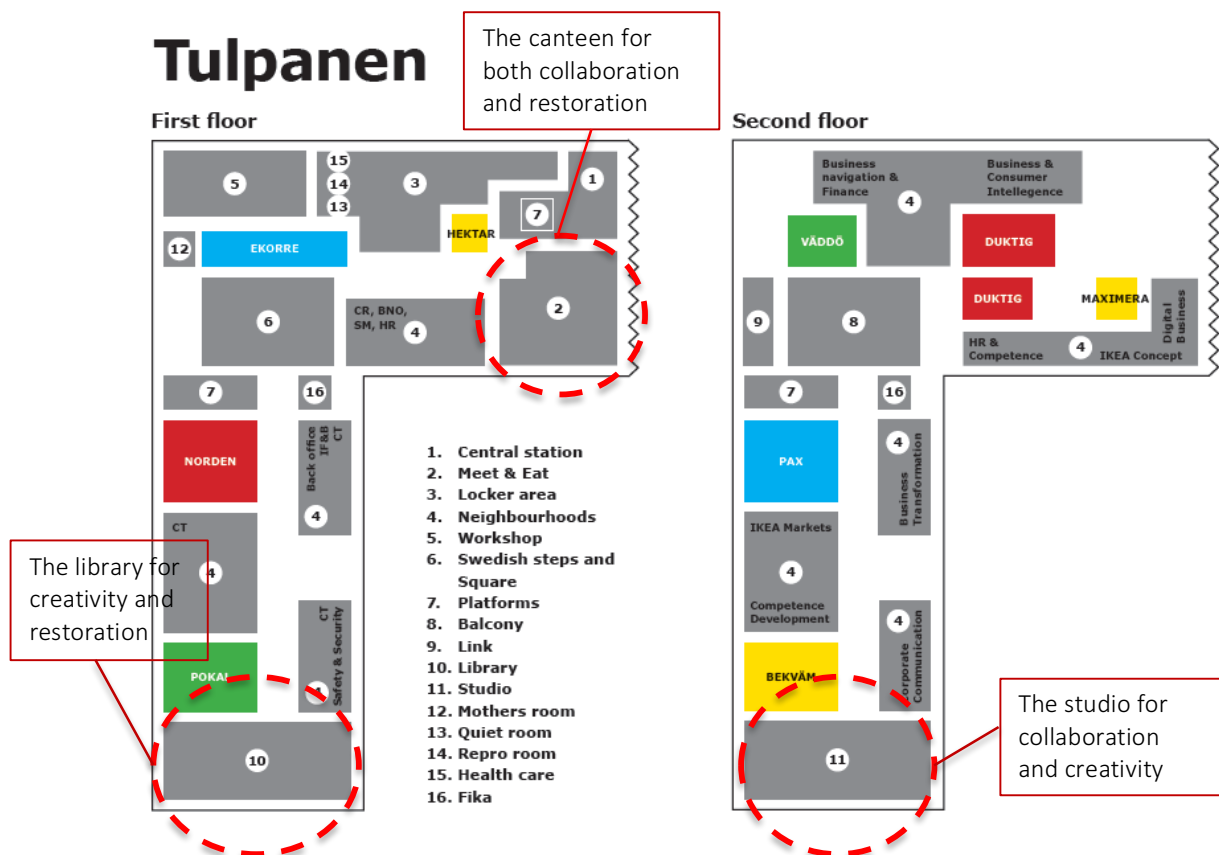 Tulpanen
The canteen for
both collaboration
and restoration
First floor
5
15
14
13
3
1
7
HEKTAR
12
EKORRE
6
CR, BNO,
SM, HR
4
2
7
16
NORDEN
Back office
IF&B
CT
4
CT
4
The library for
creativity and
restoration
POKAL
CT
Safety & Security
4
10
1. Central station
2. Meet & Eat
3. Locker area
4. Neighbourhoods
5. Workshop
6. Swedish steps and
Square
7. Platforms
8. Balcony
9. Link
10. Library
11. Studio
12. Mothers room
13. Quiet room
14. Repro room
15. Health care
16. Fika
Second floor
Business
navigation &
Finance
Business &
Consumer
Intellegence
4
VÄDDÖ
DUKTIG
9
8
DUKTIG
MAXIMERA
Digital
Business
HR &
Competence
4
IKEA Concept
7
16
PAX
4
Business
Transformation
IKEA Markets
4
Competence
Development
4
Corporate
Communication
BEKVÄM
11
The studio for
collaboration
and creativity